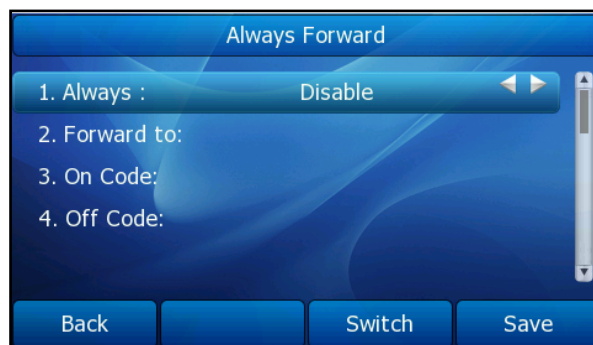 Always Forward
1. Always : Disable
2. Forward to:
3. On Code:
4. Off Code:
Back Switch Save